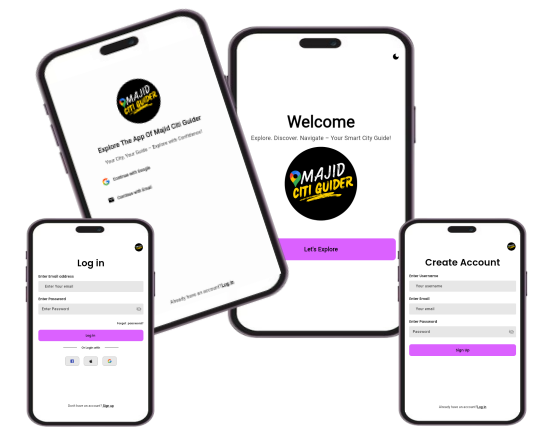 MAJID
CITI GUIDER
Explore The App Of Majid Citi Guider
Your City, Your Guide – Explore with Confidence!
Continue with Google
Continue with Email
Already have an account? Log in
Welcome
Explore. Discover. Navigate – Your Smart City Guide!
MAJID
CITI GUIDER
Let's Explore
Log in
Enter Email address
Enter Your email
Enter Password
Enter Password
Forgot password?
Log in
Or Login with
Don't have an account? Sign up
Create Account
Enter Username
Your username
Enter Email
Your email
Enter Password
Password
Sign Up
Already have an account? Log in